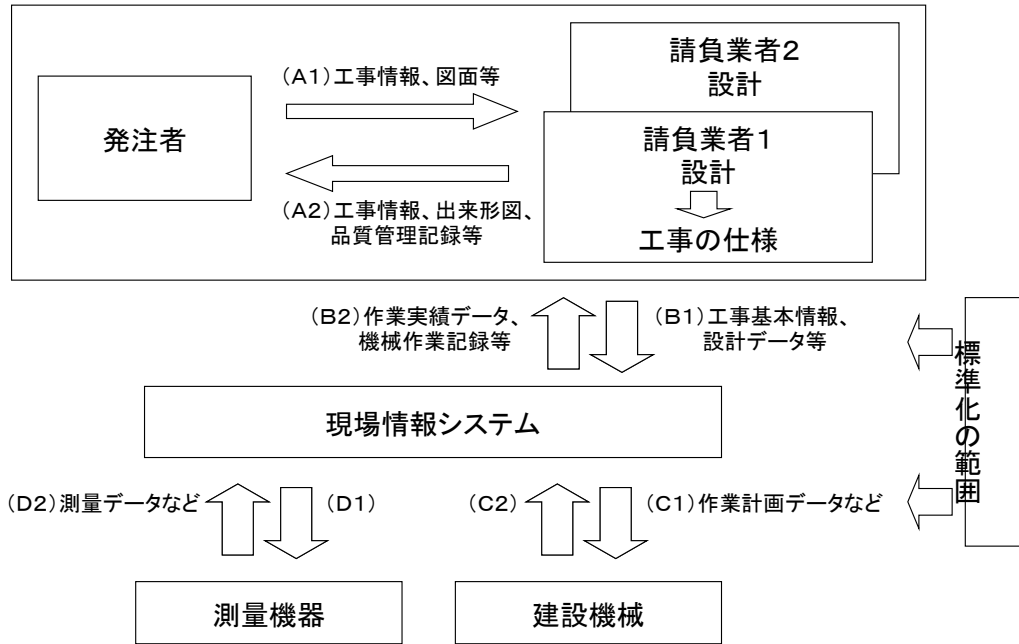 請負業者2
設計
(A1)工事情報、図面等
発注者
請負業者1
設計
(A2)工事情報、出来形図、
品質管理記録等
工事の仕様
(B2)作業実績データ、
機械作業記録等
(B1)工事基本情報、
設計データ等
標準化の範囲
現場情報システム
(D2)測量データなど
(D1)
(C2)
(C1)作業計画データなど
測量機器
建設機械